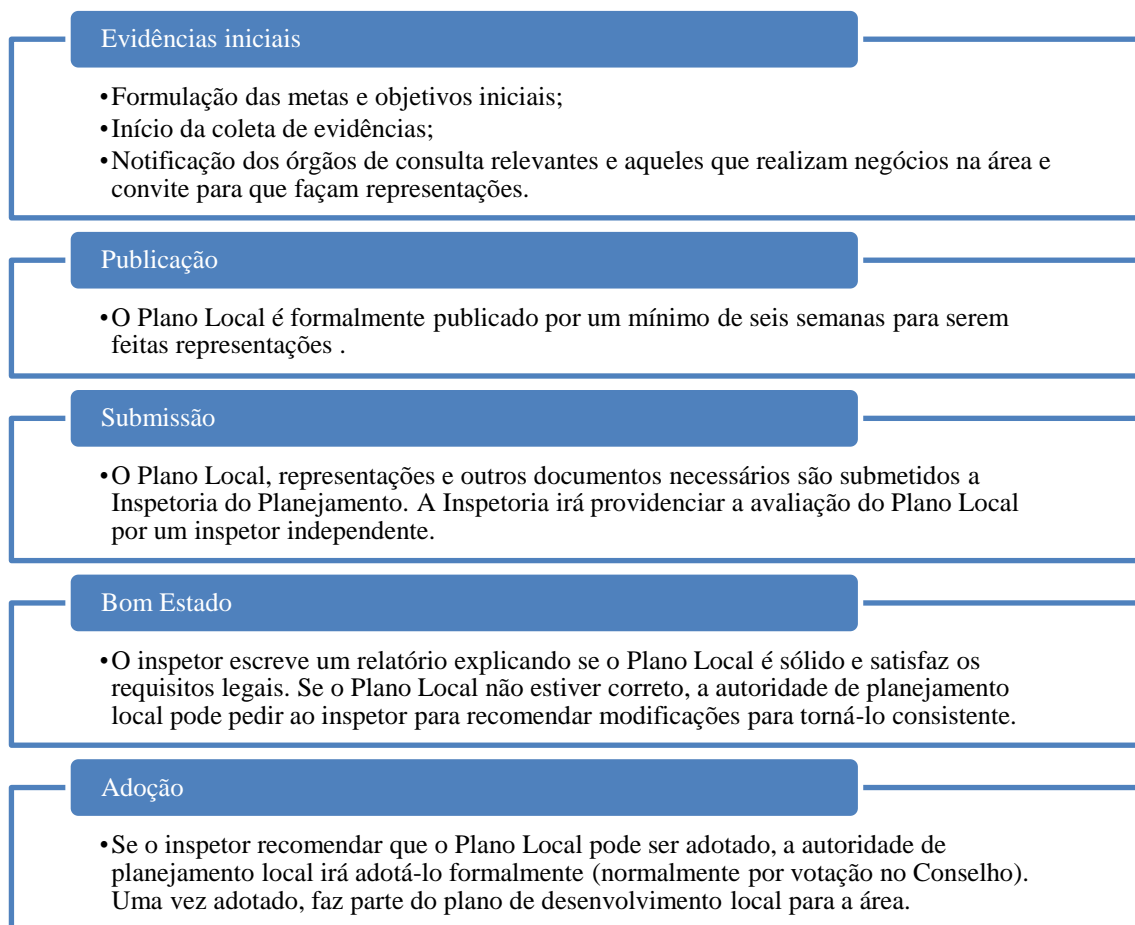 Evidências iniciais
•Formulação das metas e objetivos iniciais;
•Início da coleta de evidências;
•Notificação dos órgãos de consulta relevantes e aqueles que realizam negócios na área e
convite para que façam representações.
Publicação
•O Plano Local é formalmente publicado por um mínimo de seis semanas para serem
feitas representações .
Submissão
•O Plano Local, representações e outros documentos necessários são submetidos a
Inspetoria do Planejamento. A Inspetoria irá providenciar a avaliação do Plano Local
por um inspetor independente.
Bom Estado
•O inspetor escreve um relatório explicando se o Plano Local é sólido e satisfaz os
requisitos legais. Se o Plano Local não estiver correto, a autoridade de planejamento
local pode pedir ao inspetor para recomendar modificações para torná-lo consistente.
Adoção
•Se o inspetor recomendar que o Plano Local pode ser adotado, a autoridade de
planejamento local irá adotá-lo formalmente (normalmente por votação no Conselho).
Uma vez adotado, faz parte do plano de desenvolvimento local para a área.